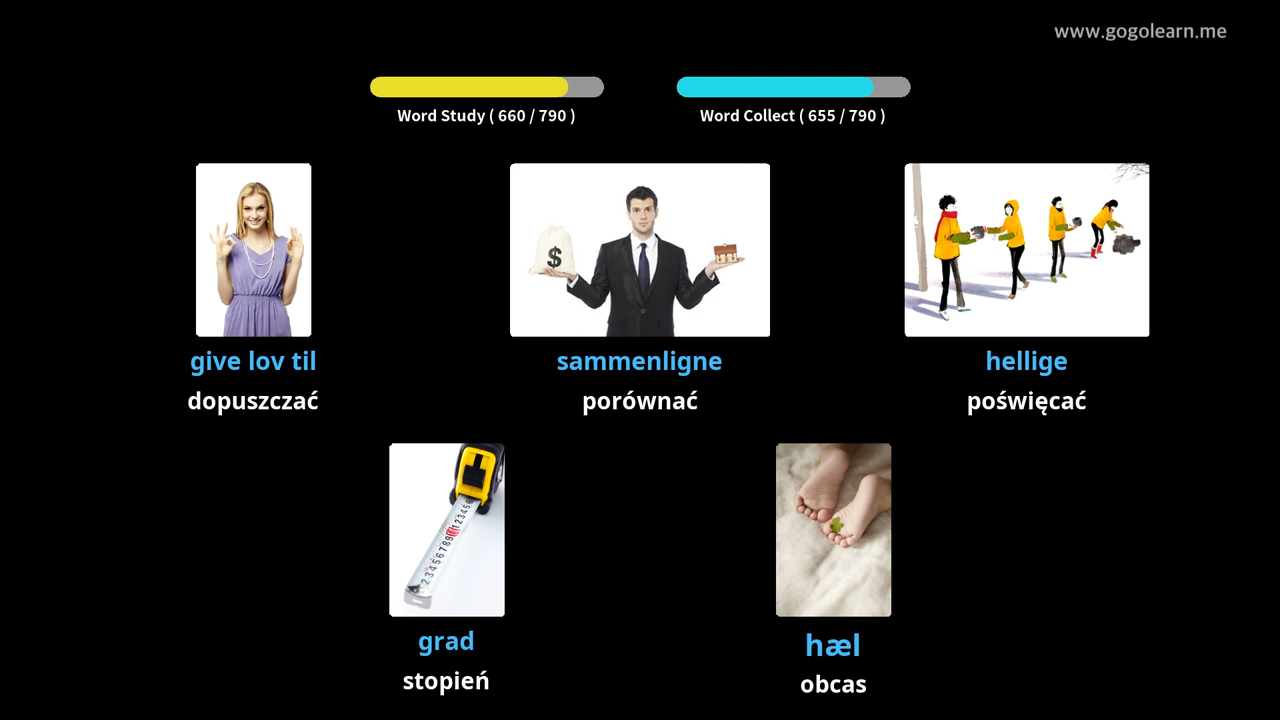 www.gogolearn.me
Word Study ( 660 / 790 )
Word Collect ( 655 / 790 )
give lov til
dopuszczać
sammenligne
porównać
hellige
poświęcać
grad
stopień
hæl
obcas